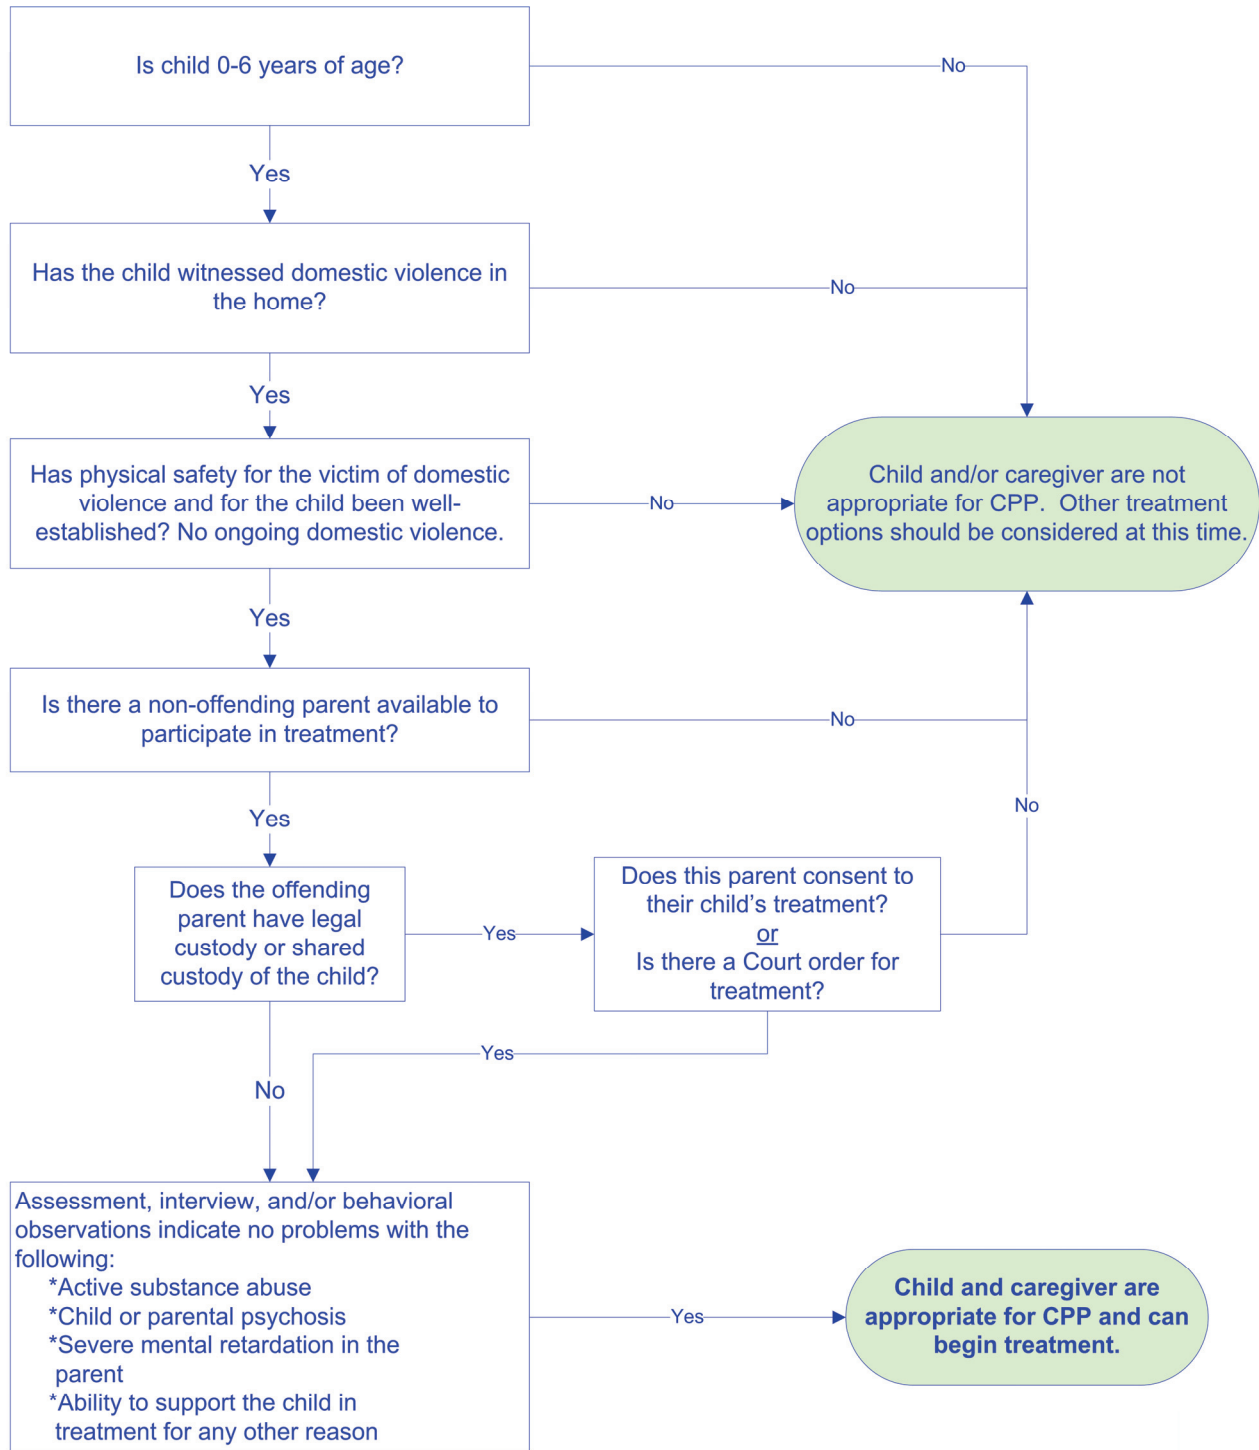 Is child 0-6 years of age?
No
Yes
Has the child witnessed domestic violence in
the home?
No
Yes
Has physical safety for the victim of domestic
violence and for the child been well-
established? No ongoing domestic violence.
No
Child and/or caregiver are not
appropriate for CPP.  Other treatment
options should be considered at this time.
Yes
Is there a non-offending parent available to
participate in treatment?
No
Yes
Does the offending
parent have legal
custody or shared
custody of the child?
Yes
Does this parent consent to
their child’s treatment?
or
Is there a Court order for
treatment?
No
Yes
No
Assessment, interview, and/or behavioral
observations indicate no problems with the
following:
*Active substance abuse
*Child or parental psychosis
*Severe mental retardation in the
parent
*Ability to support the child in
treatment for any other reason
Yes
Child and caregiver are
appropriate for CPP and can
begin treatment.